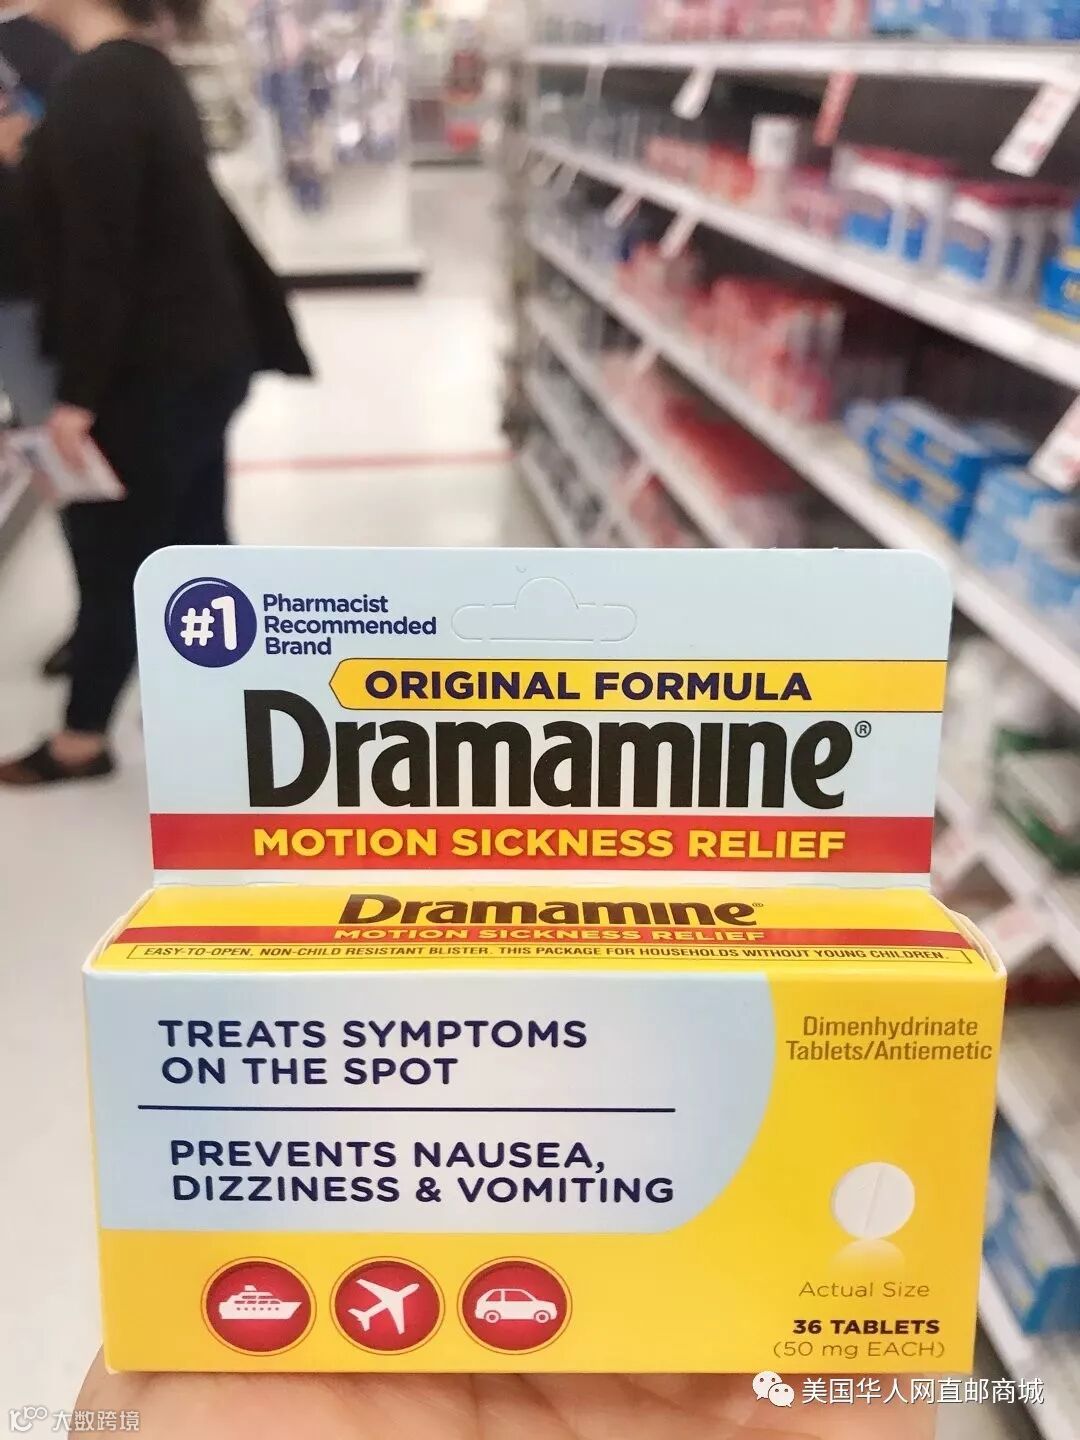 #1
Pharmacist
Recommended
Brand
ORIGINAL FORMULA
Dramamine®
MOTION SICKNESS RELIEF
Dramamine®
MOTION SICKNESS RELIEF
EASY-TO-OPEN, NON-CHILD RESISTANT BLISTER. THIS PACKAGE FOR HOUSEHOLDS WITHOUT YOUNG CHILDREN.
TREATS SYMPTOMS
ON THE SPOT
PREVENTS NAUSEA,
DIZZINESS & VOMITING
Dimenhydrinate
Tablets/Antiemetic
Actual Size
36 TABLETS
(50 mg EACH)
美国华人网直邮商城
大数跨境